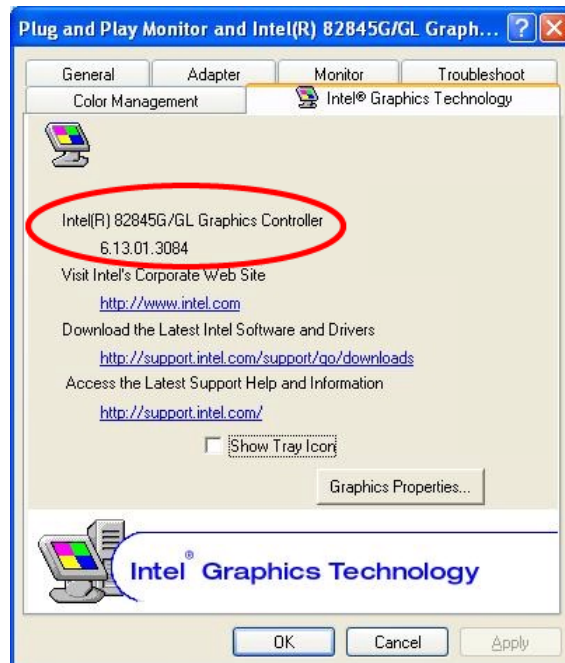 Plug and Play Monitor and Intel(R) 82845G/GL Graph...
General Adapter Monitor Troubleshoot
Color Management Intel® Graphics Technology
Intel(R) 82845G/GL Graphics Controller
6.13.01.3084
Visit Intel's Corporate Web Site
http://www.intel.com
Download the Latest Intel Software and Drivers
http://support.intel.com/support/go/downloads
Access the Latest Support Help and Information
http://support.intel.com/
Show Tray Icon
Graphics Properties...
Intel® Graphics Technology
OK Cancel Apply